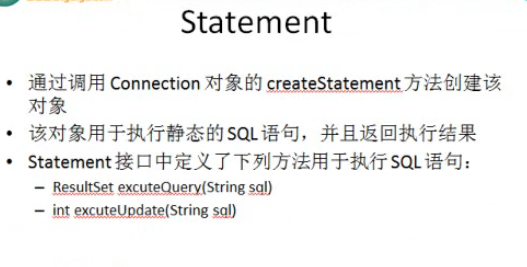 Statement
• 通过调用 Connection 对象的 createStatement 方法创建该
对象
• 该对象用于执行静态的 SQL 语句，并且返回执行结果
• Statement 接口中定义了下列方法用于执行 SQL 语句：
– ResultSet excuteQuery(String sql)
– int excuteUpdate(String sql)